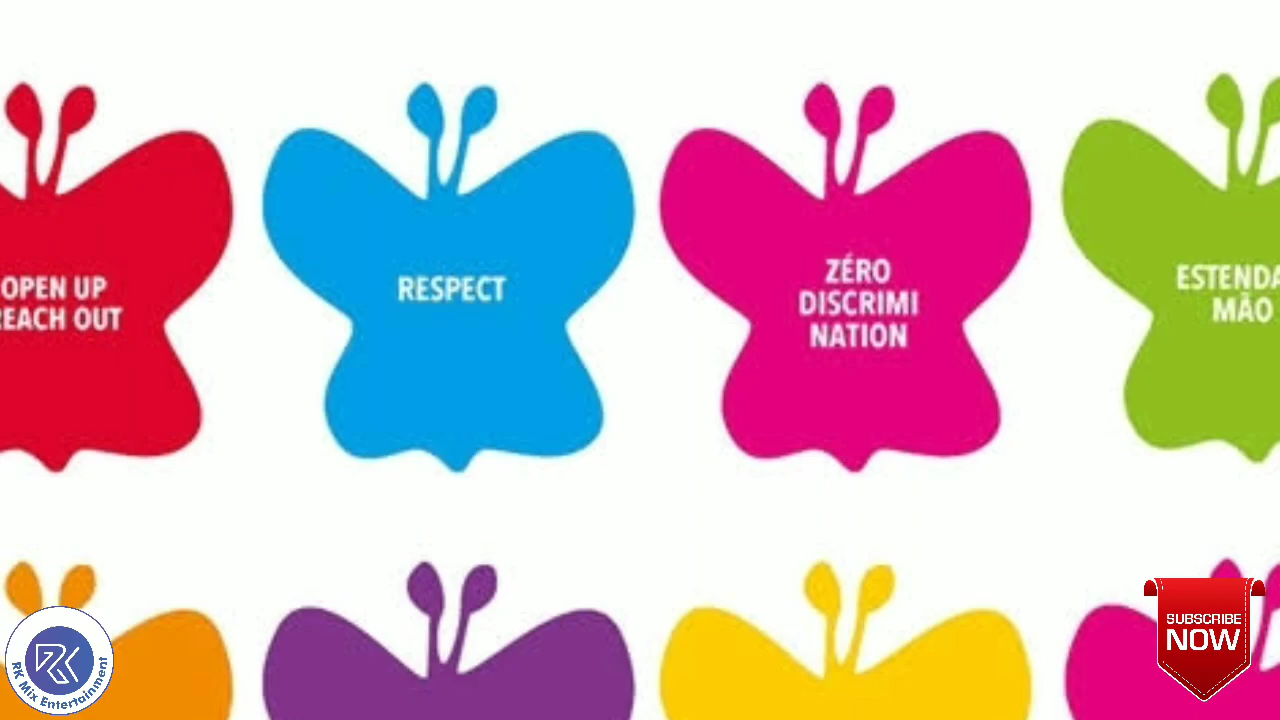 OPEN UP
REACH OUT
RESPECT
ZÉRO
DISCRIMI
NATION
ESTENDA
MÃO
RK Mix Entertainment
SUBSCRIBE
NOW